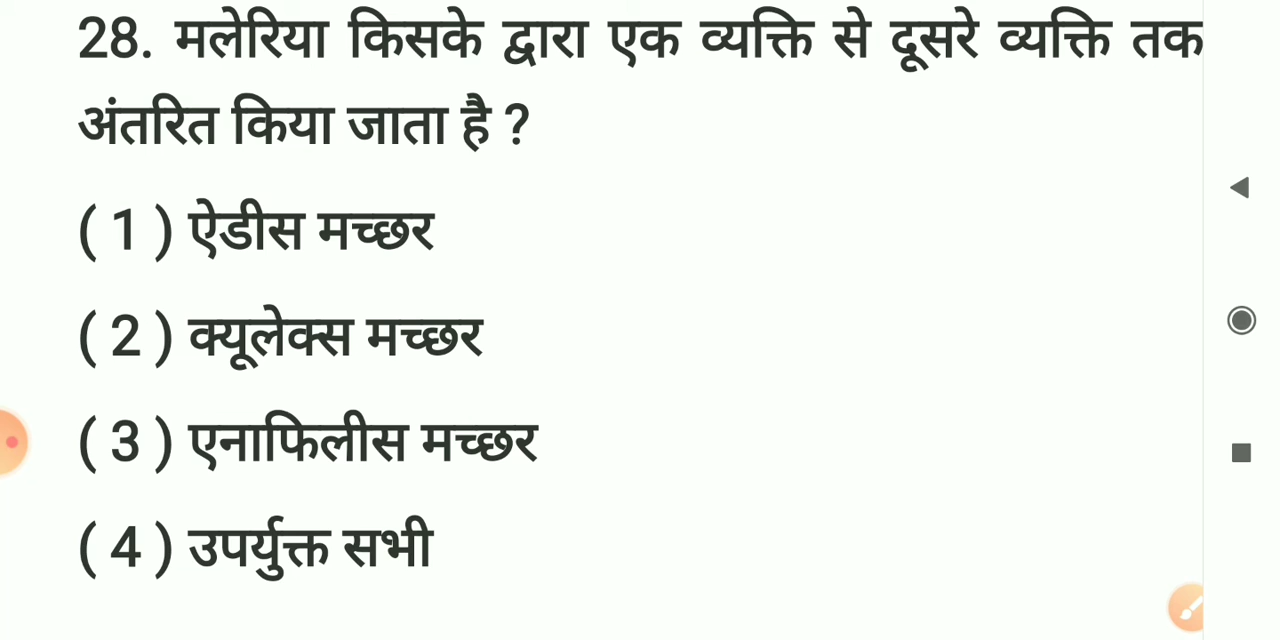 28. मलेरिया किसके द्वारा एक व्यक्ति से दूसरे व्यक्ति तक
अंतरित किया जाता है ?
( 1 ) ऐडीस मच्छर
( 2 ) क्यूलेक्स मच्छर
( 3 ) एनाफिलीस मच्छर
( 4 ) उपर्युक्त सभी